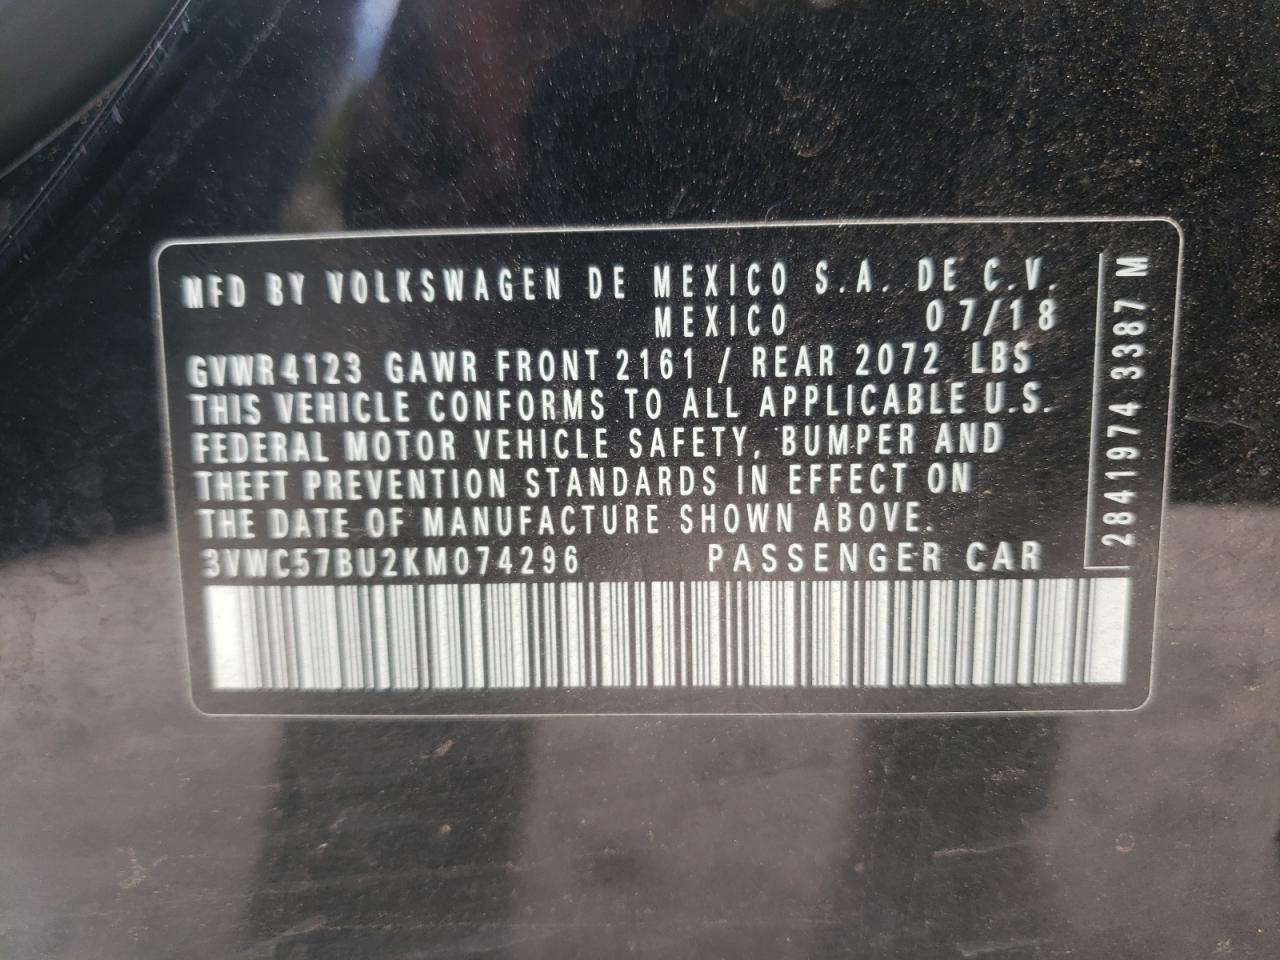 MFD BY VOLKSWAGEN DE MEXICO S.A. DE C.V.
MEXICO 07/18
GVWR4123 GAWR FRONT 2161 / REAR 2072 LBS
THIS VEHICLE CONFORMS TO ALL APPLICABLE U.S.
FEDERAL MOTOR VEHICLE SAFETY, BUMPER AND
THEFT PREVENTION STANDARDS IN EFFECT ON
THE DATE OF MANUFACTURE SHOWN ABOVE.
3VWC57BU2KM074296 PASSENGER CAR
2841974 3387 M